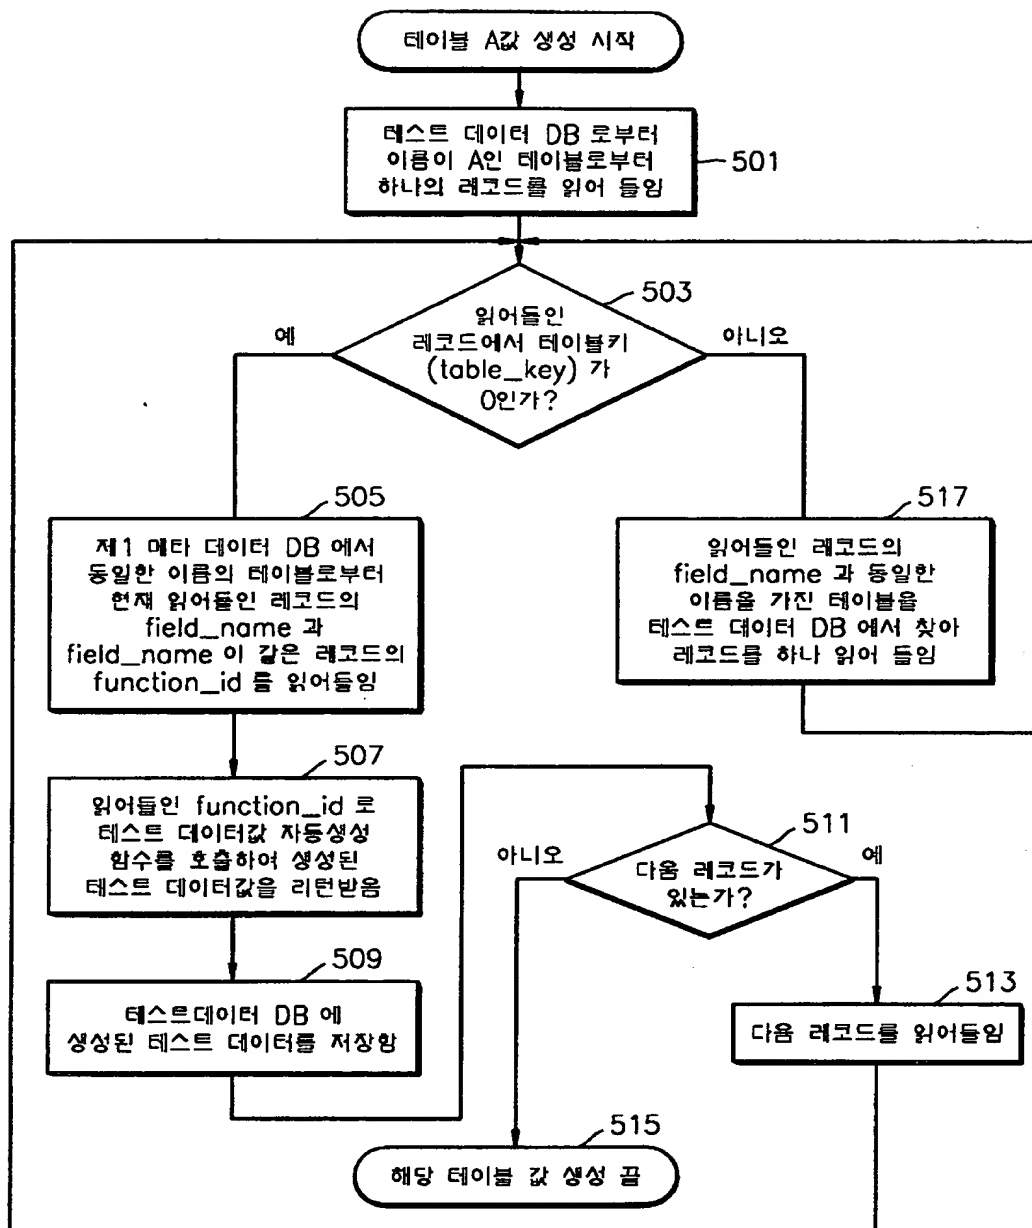 테이블 A값 생성 시작
테스트 데이터 DB 로부터
이름이 A인 테이블로부터
하나의 레코드를 읽어 들임
501
503
읽어들인
레코드에서 테이블키
(table_key) 가
0인가?
예
아니오
505
제1 메타 데이터 DB 에서
동일한 이름의 테이블로부터
현재 읽어들인 레코드의
field_name 과
field_name 이 같은 레코드의
function_id 를 읽어들임
517
읽어들인 레코드의
field_name 과 동일한
이름을 가진 테이블을
테스트 데이터 DB 에서 찾아
레코드를 하나 읽어 들임
507
읽어들인 function_id 로
테스트 데이터값 자동생성
함수를 호출하여 생성된
테스트 데이터값을 리턴받음
511
다음 레코드가
있는가?
아니오
예
509
테스트데이터 DB 에
생성된 테스트 데이터를 저장함
513
다음 레코드를 읽어들임
515
해당 테이블 값 생성 끝